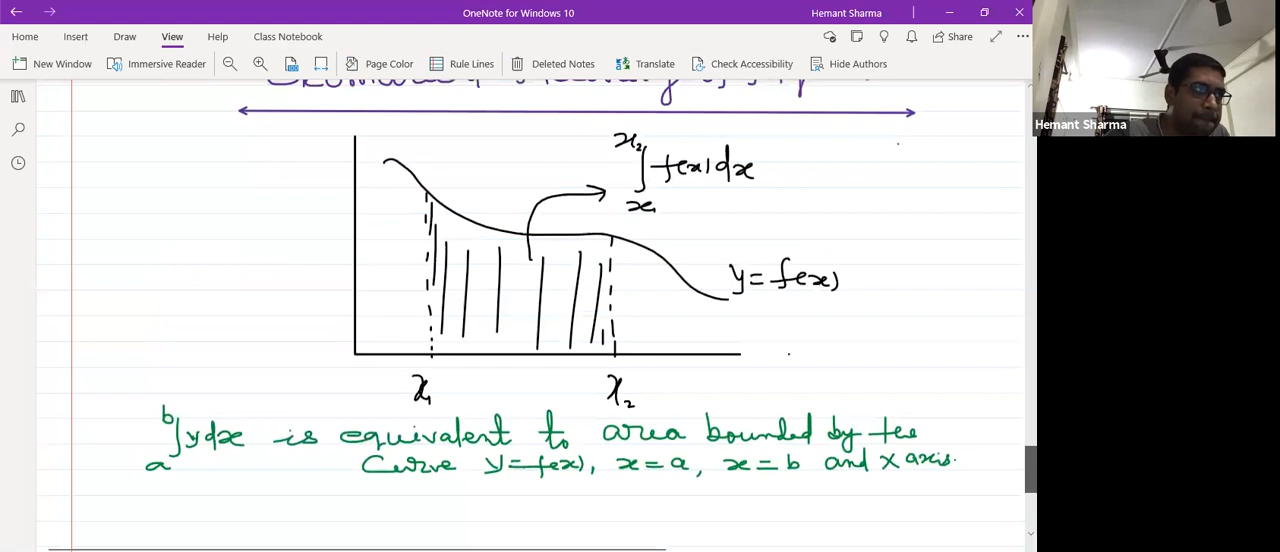 OneNote for Windows 10
Hemant Sharma
Home Insert Draw View Help Class Notebook
Share
New Window Immersive Reader Page Color Rule Lines Deleted Notes Translate Check Accessibility Hide Authors
Hemant Sharma
x₂
∫ f(x) dx
x₁
y = f(x)
x₁ x₂
b
∫ y dx is equivalent to area bounded by the
a curve y = f(x), x = a, x = b and X axis.